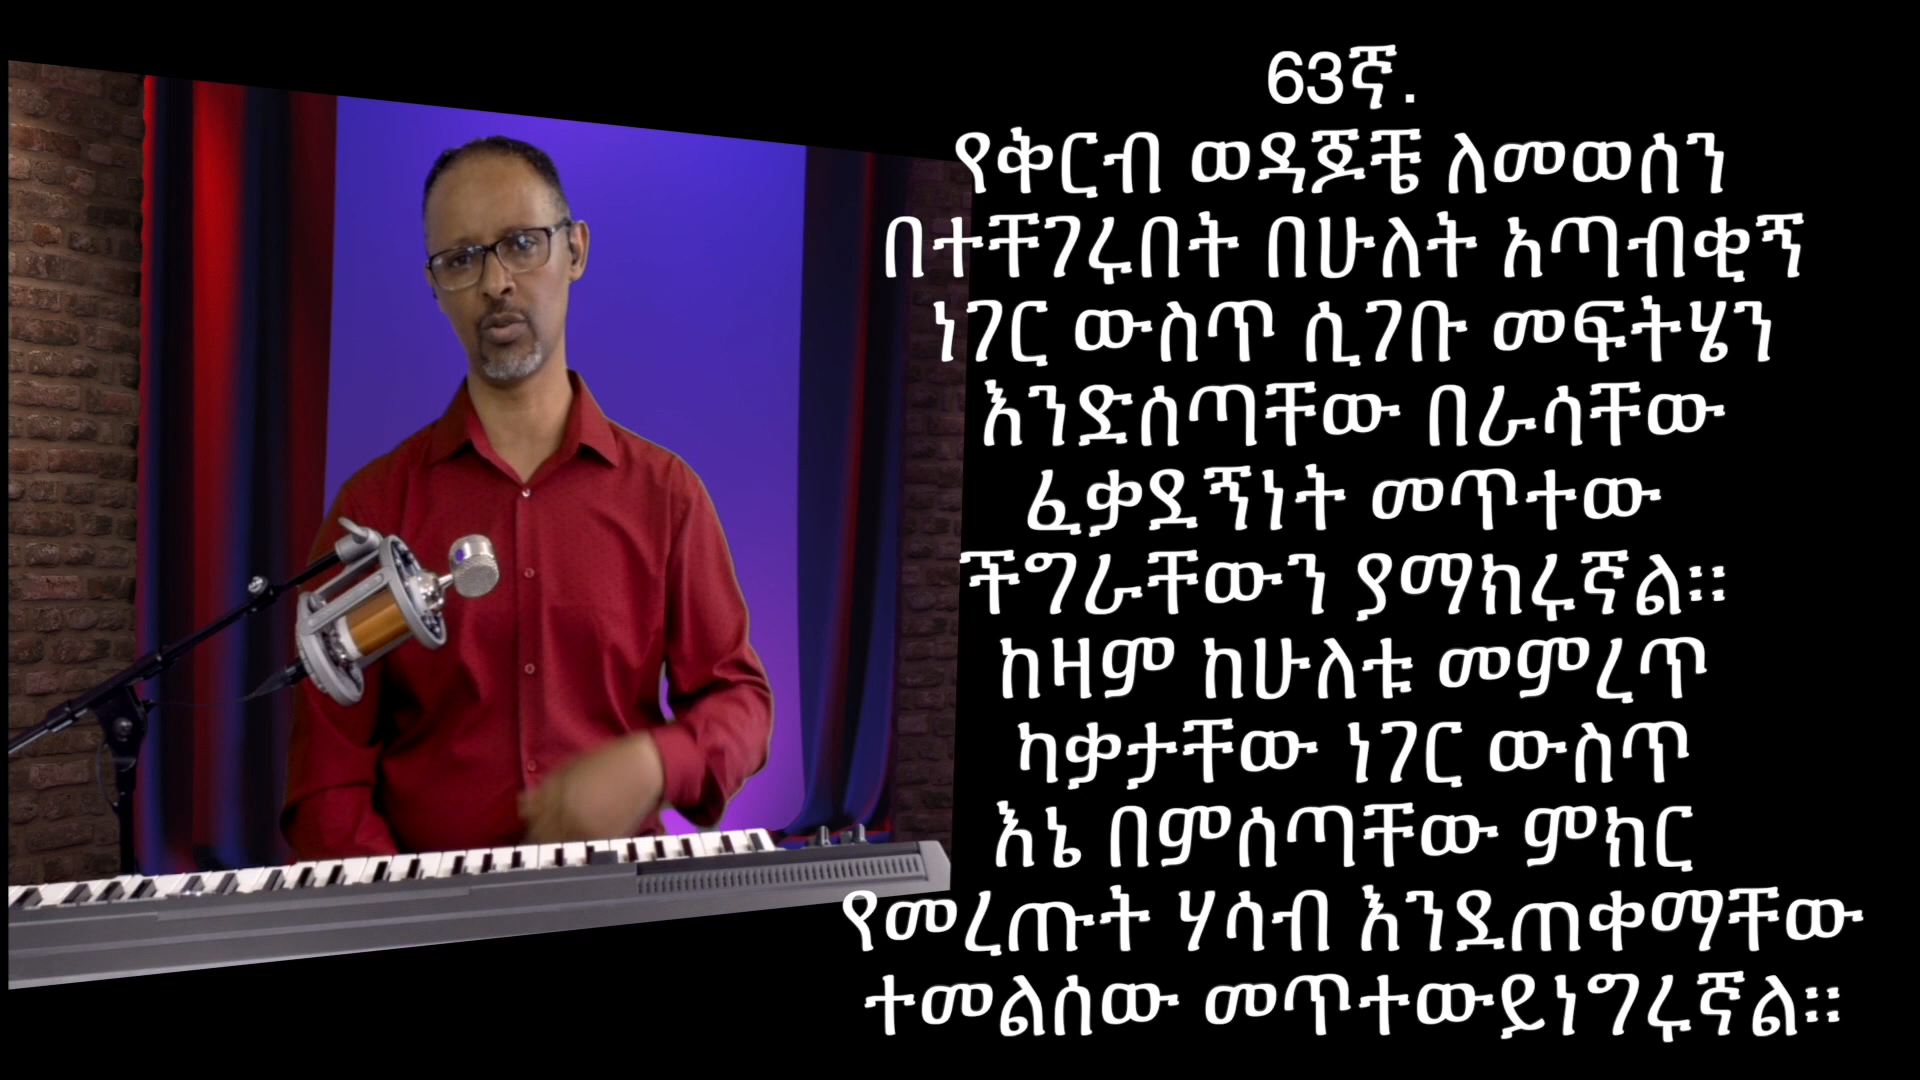 63ኛ.
የቅርብ ወዳጆቼ ለመወሰን
በተቸገሩበት በሁለት አጣብቂኝ
ነገር ውስጥ ሲገቡ መፍትሄን
እንድሰጣቸው በራሳቸው
ፈቃደኝነት መጥተው
ችግራቸውን ያማክሩኛል፡፡
ከዛም ከሁለቱ መምረጥ
ካቃታቸው ነገር ውስጥ
እኔ በምሰጣቸው ምክር
የመረጡት ሃሳብ እንደጠቀማቸው
ተመልሰው መጥተውይነግሩኛል፡፡